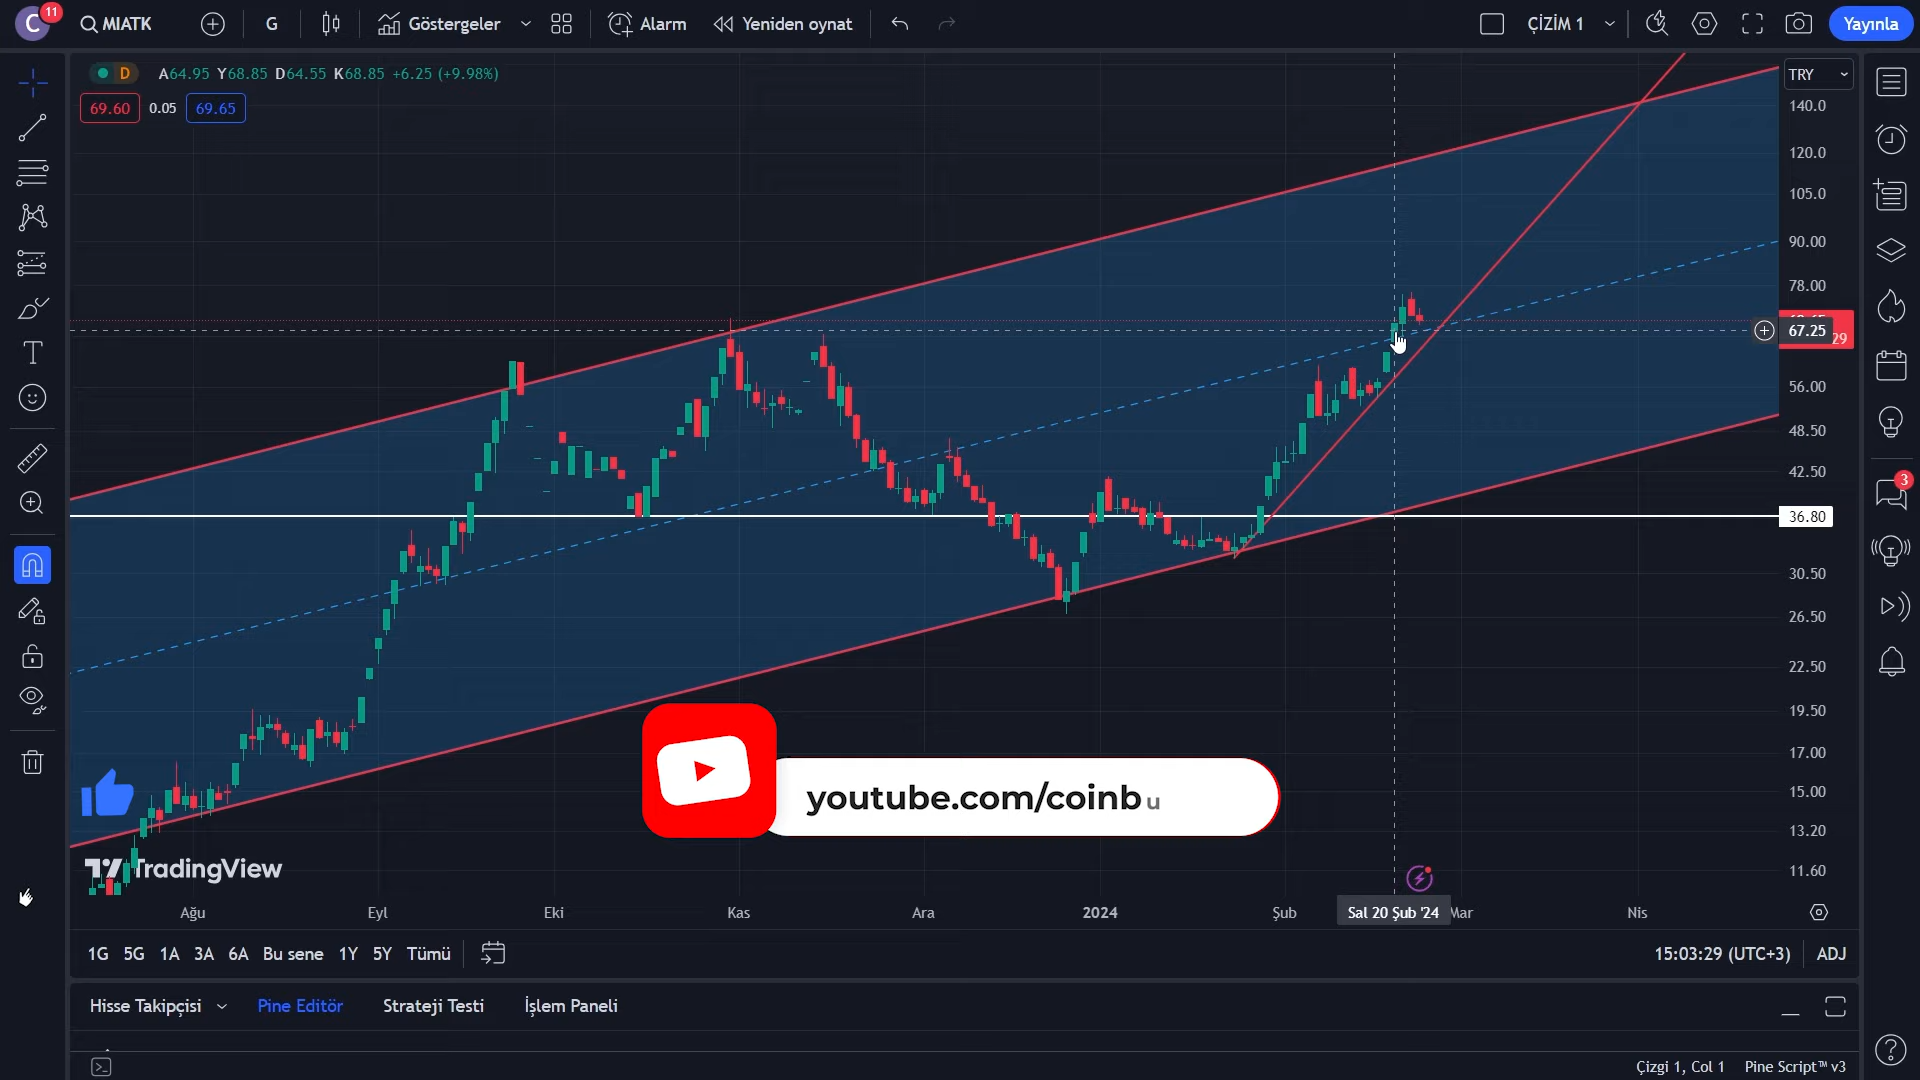 C 11 MIATK G Göstergeler Alarm Yeniden oynat ÇİZİM 1 Yayınla
D A64.95 Y68.85 D64.55 K68.85 +6.25 (+9.98%)
TRY
69.60 0.05 69.65
140.0
120.0
105.0
90.00
78.00
67.25
29
56.00
48.50
42.50
36.80
30.50
26.50
22.50
19.50
17.00
15.00
13.20
11.60
3
youtube.com/coinbu
TradingView
Ağu Eyl Eki Kas Ara 2024 Şub Sal 20 Şub '24 Mar Nis
1G 5G 1A 3A 6A Bu sene 1Y 5Y Tümü 15:03:29 (UTC+3) ADJ
Hisse Takipçisi Pine Editör Strateji Testi İşlem Paneli
Çizgi 1, Col 1 Pine Script™ v3